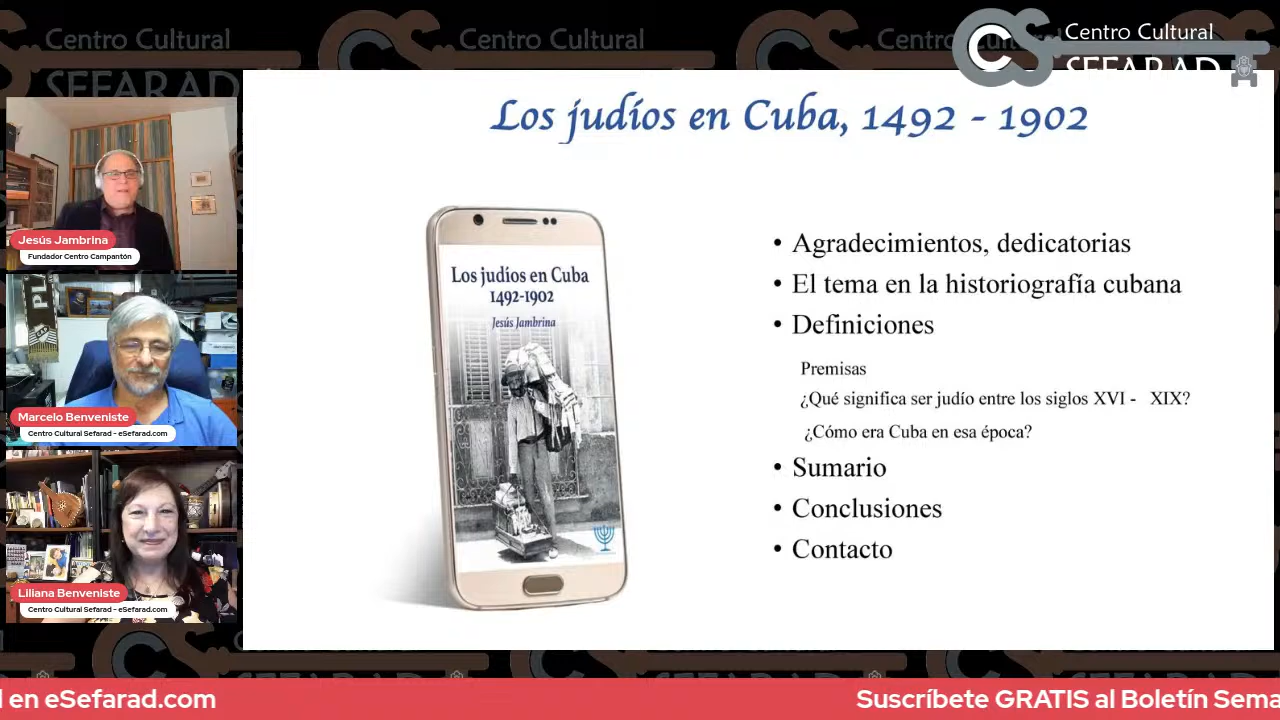 Centro Cultural
SEFARAD
Centro Cultural
Centro Cultural
Centro Cultural
SEFARAD
Los judíos en Cuba, 1492 - 1902
Jesús Jambrina
Fundador Centro Campantón
Marcelo Benveniste
Centro Cultural Sefarad - eSefarad.com
Liliana Benveniste
Centro Cultural Sefarad - eSefarad.com
Los judíos en Cuba
1492-1902
Jesús Jambrina
• Agradecimientos, dedicatorias
• El tema en la historiografía cubana
• Definiciones
Premisas
¿Qué significa ser judío entre los siglos XVI - XIX?
¿Cómo era Cuba en esa época?
• Sumario
• Conclusiones
• Contacto
en eSefarad.com
Suscríbete GRATIS al Boletín Sema